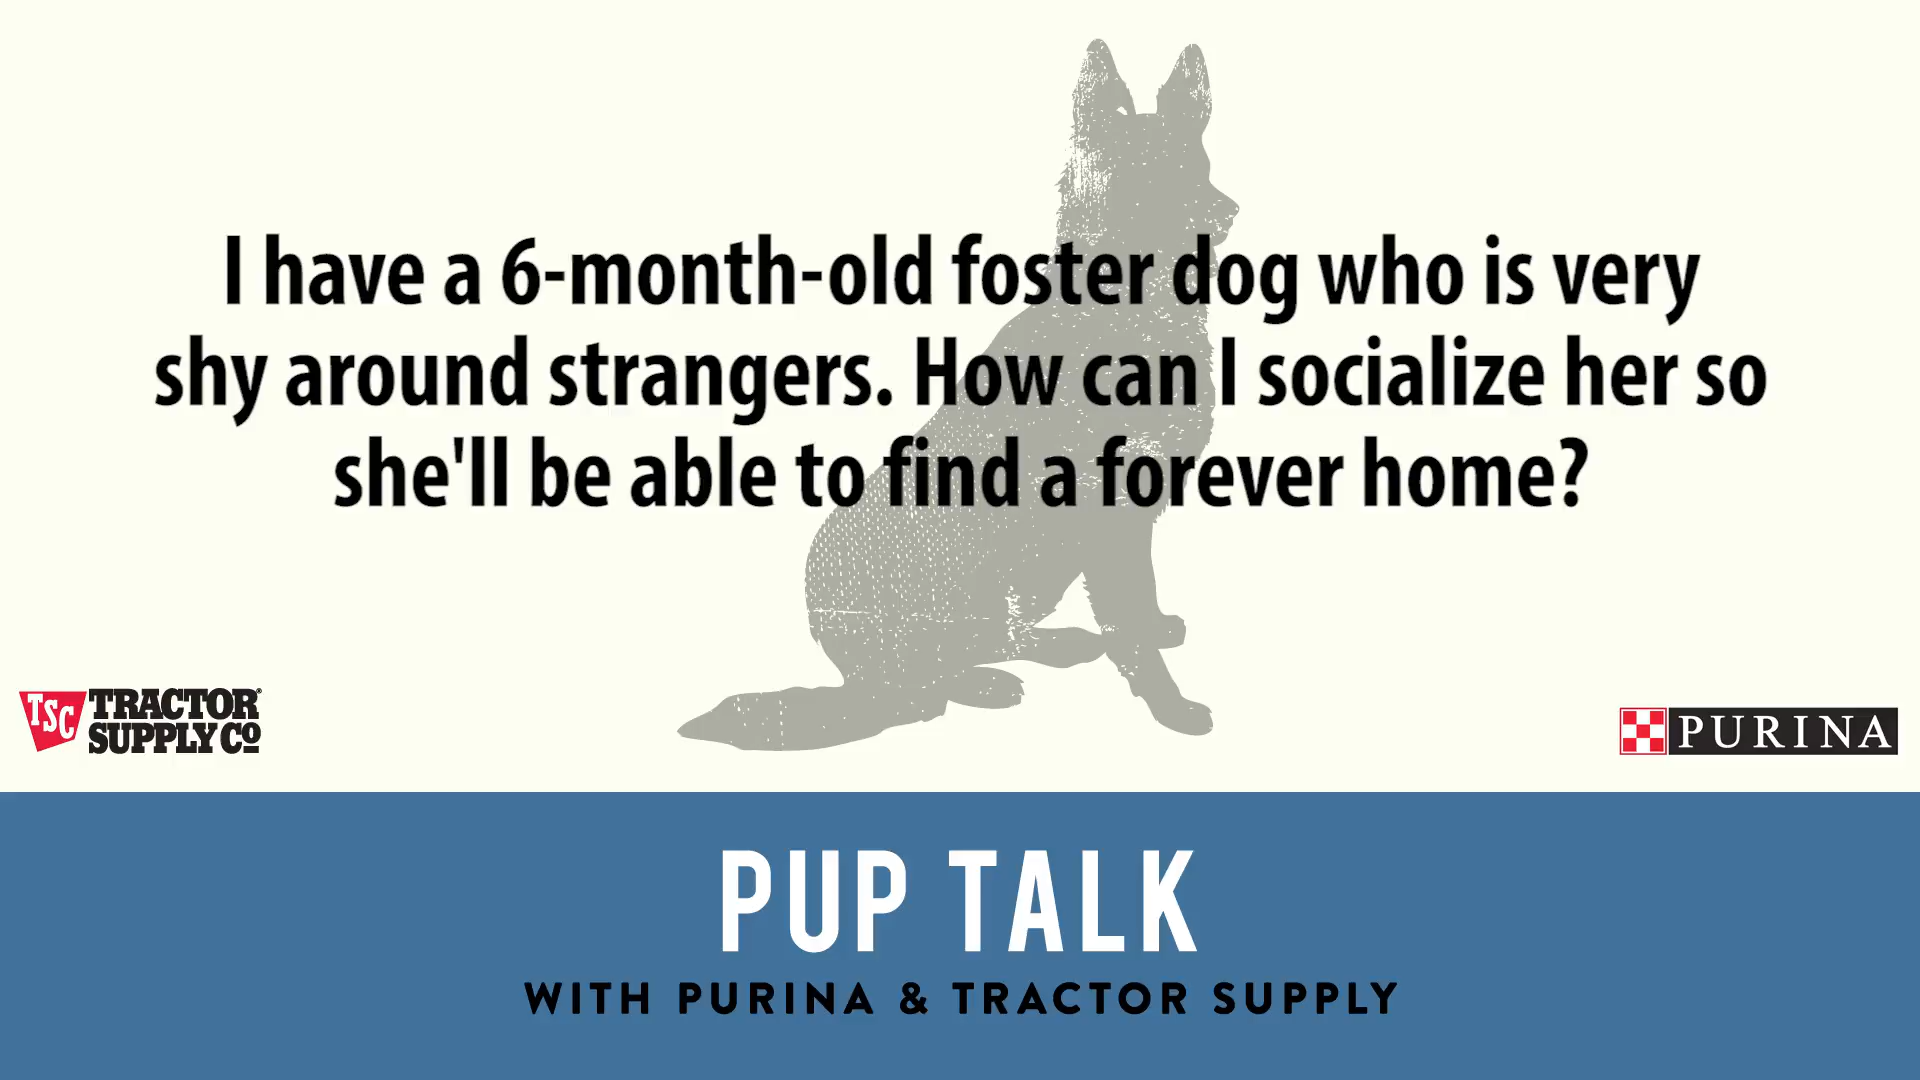 I have a 6-month-old foster dog who is very
shy around strangers. How can I socialize her so
she'll be able to find a forever home?
TSC TRACTOR
SUPPLY CO
PURINA
PUP TALK
WITH PURINA & TRACTOR SUPPLY